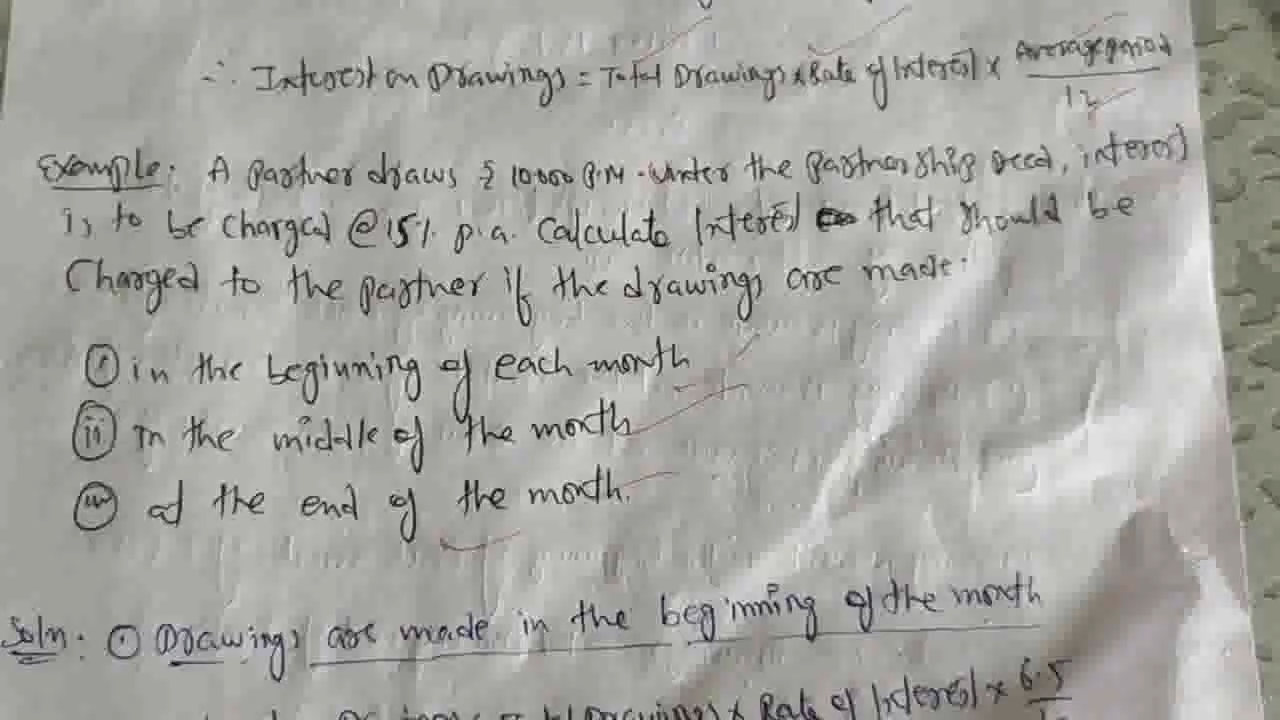 ∴ Interest on Drawings = Total Drawings x Rate of Interest x Average period / 12
Example: A partner draws ₹ 10,000 P.M. Under the partnership deed, interest
is to be charged @ 15% p.a. Calculate Interest that should be
Charged to the partner if the drawings are made:
(i) in the beginning of each month
(ii) In the middle of the month
(iii) at the end of the month.
Soln: (i) Drawings are made in the beginning of the month
Drawings x Rate of Interest x 6.5